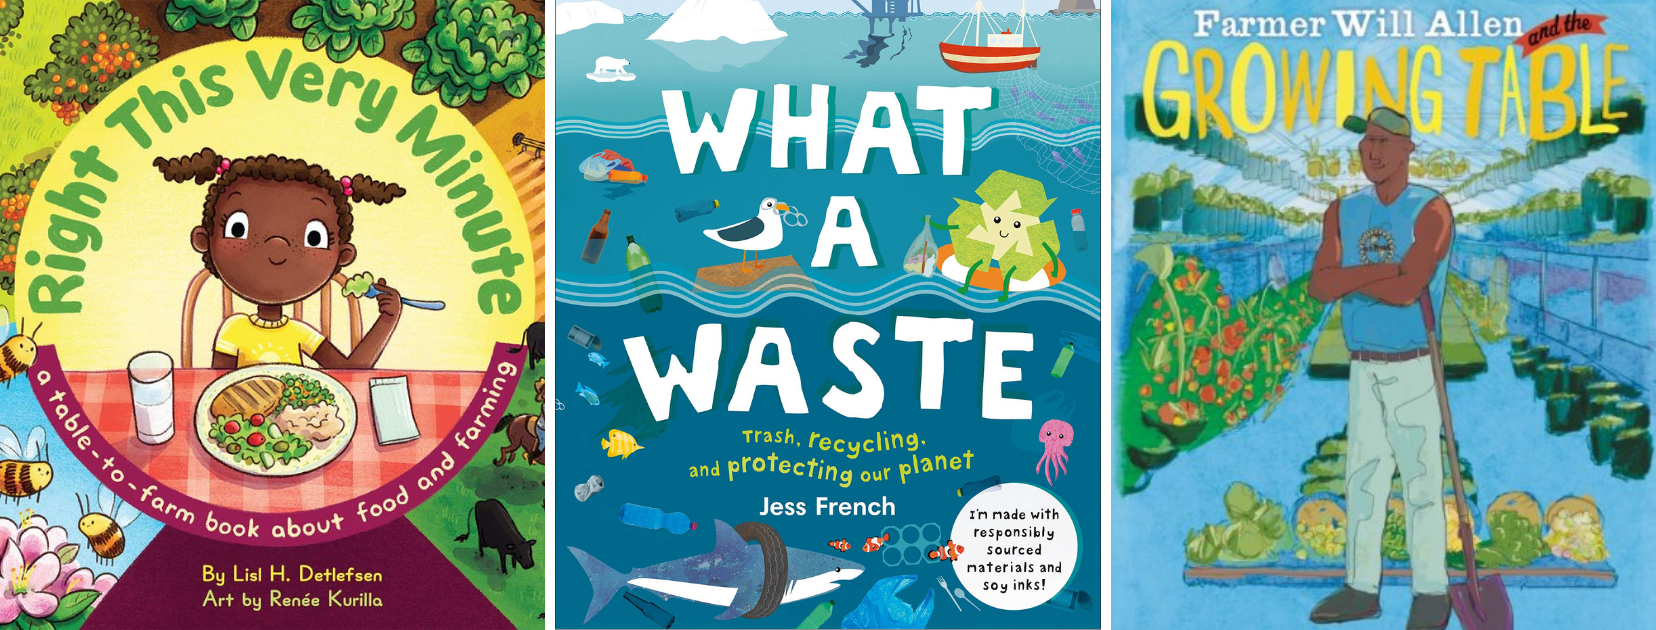 Right This Very Minute
a table-to-farm book about food and farming
By Lisl H. Detlefsen
Art by Renée Kurilla
WHAT
A
WASTE
Trash, recycling,
and protecting our planet
Jess French
I'm made with
responsibly
sourced
materials and
soy inks!
Farmer Will Allen and the
GROWING TABLE